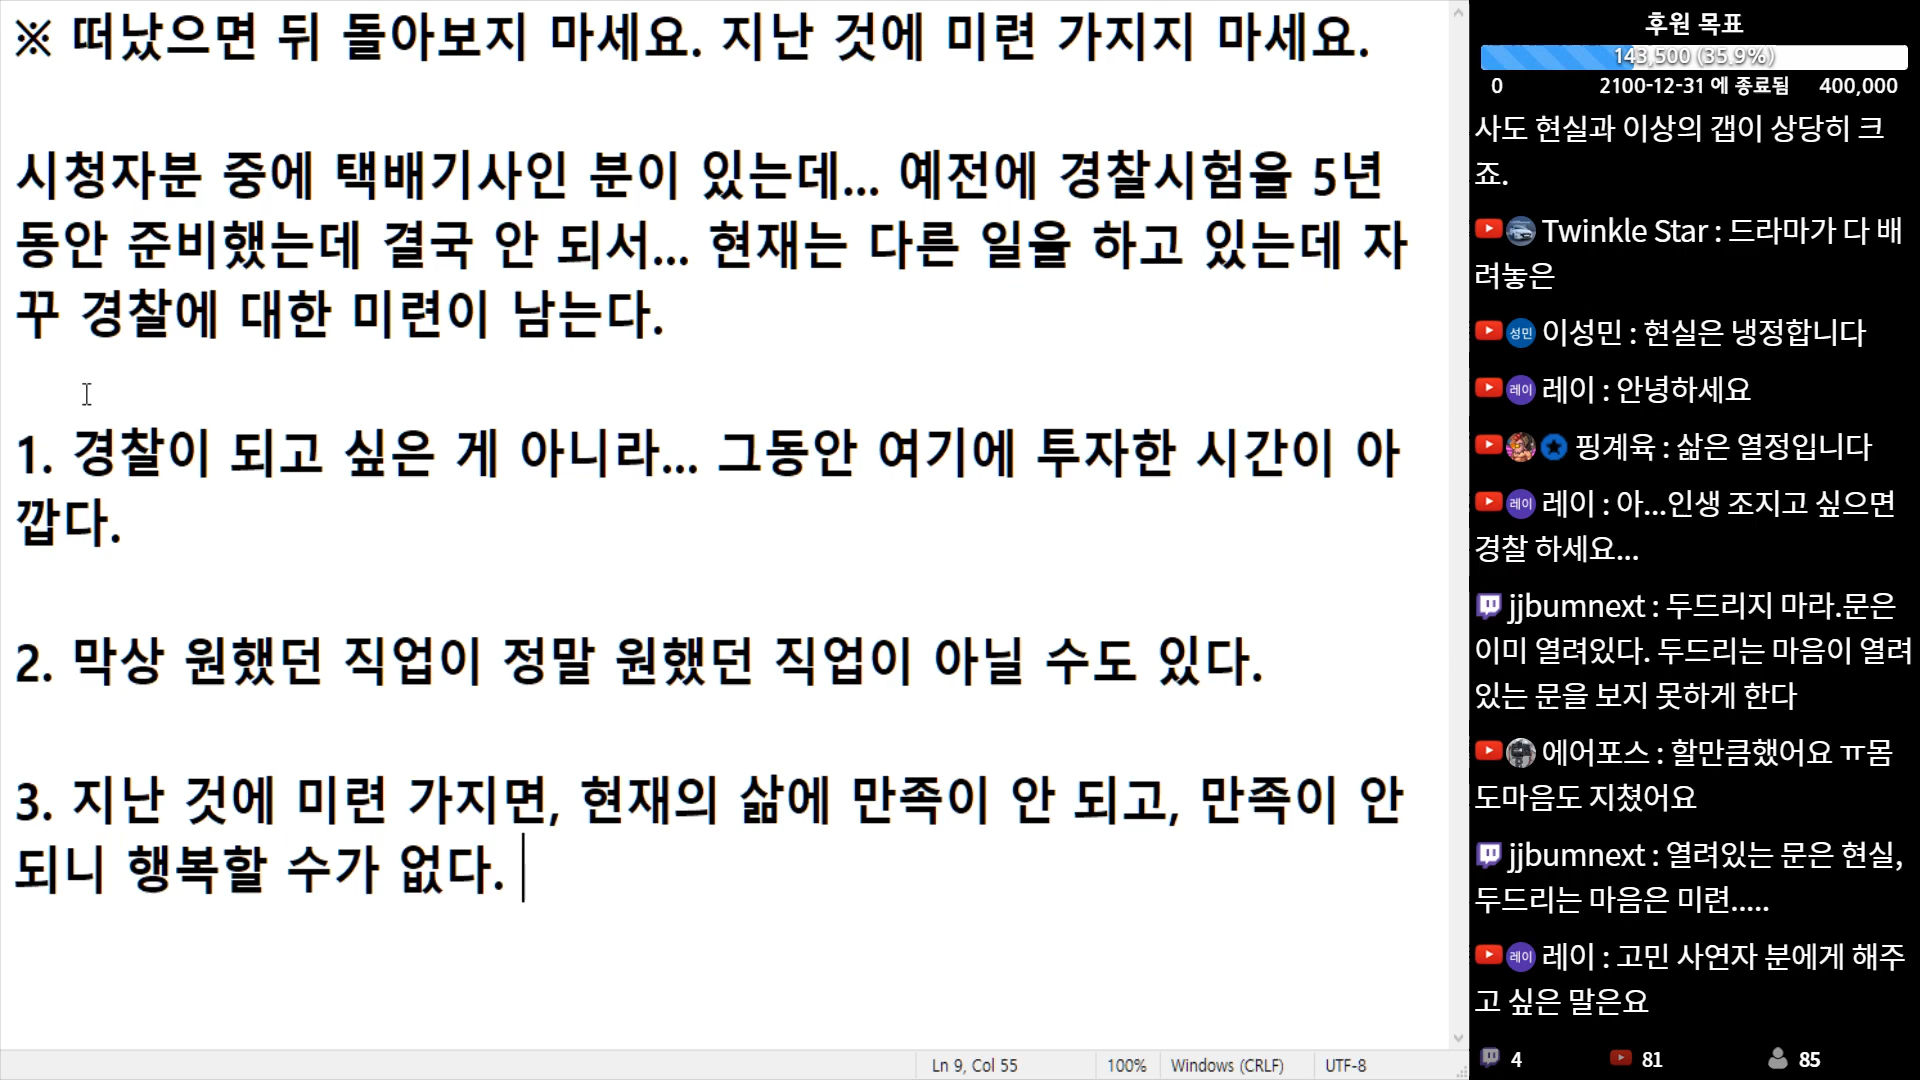 ※ 떠났으면 뒤 돌아보지 마세요. 지난 것에 미련 가지지 마세요.
시청자분 중에 택배기사인 분이 있는데... 예전에 경찰시험을 5년
동안 준비했는데 결국 안 되서... 현재는 다른 일을 하고 있는데 자
꾸 경찰에 대한 미련이 남는다.
1. 경찰이 되고 싶은 게 아니라... 그동안 여기에 투자한 시간이 아
깝다.
2. 막상 원했던 직업이 정말 원했던 직업이 아닐 수도 있다.
3. 지난 것에 미련 가지면, 현재의 삶에 만족이 안 되고, 만족이 안
되니 행복할 수가 없다.
Ln 9, Col 55
100%
Windows (CRLF)
UTF-8
후원 목표
143,500 (35.9%)
0 2100-12-31 에 종료됨 400,000
사도 현실과 이상의 갭이 상당히 크
죠.
Twinkle Star : 드라마가 다 배
려놓은
성민 이성민 : 현실은 냉정합니다
레이 레이 : 안녕하세요
핑계육 : 삶은 열정입니다
레이 레이 : 아...인생 조지고 싶으면
경찰 하세요...
jjbumnext : 두드리지 마라.문은
이미 열려있다. 두드리는 마음이 열려
있는 문을 보지 못하게 한다
에어포스 : 할만큼했어요 ㅠ몸
도마음도 지쳤어요
jjbumnext : 열려있는 문은 현실,
두드리는 마음은 미련.....
레이 레이 : 고민 사연자 분에게 해주
고 싶은 말은요
4 81 85